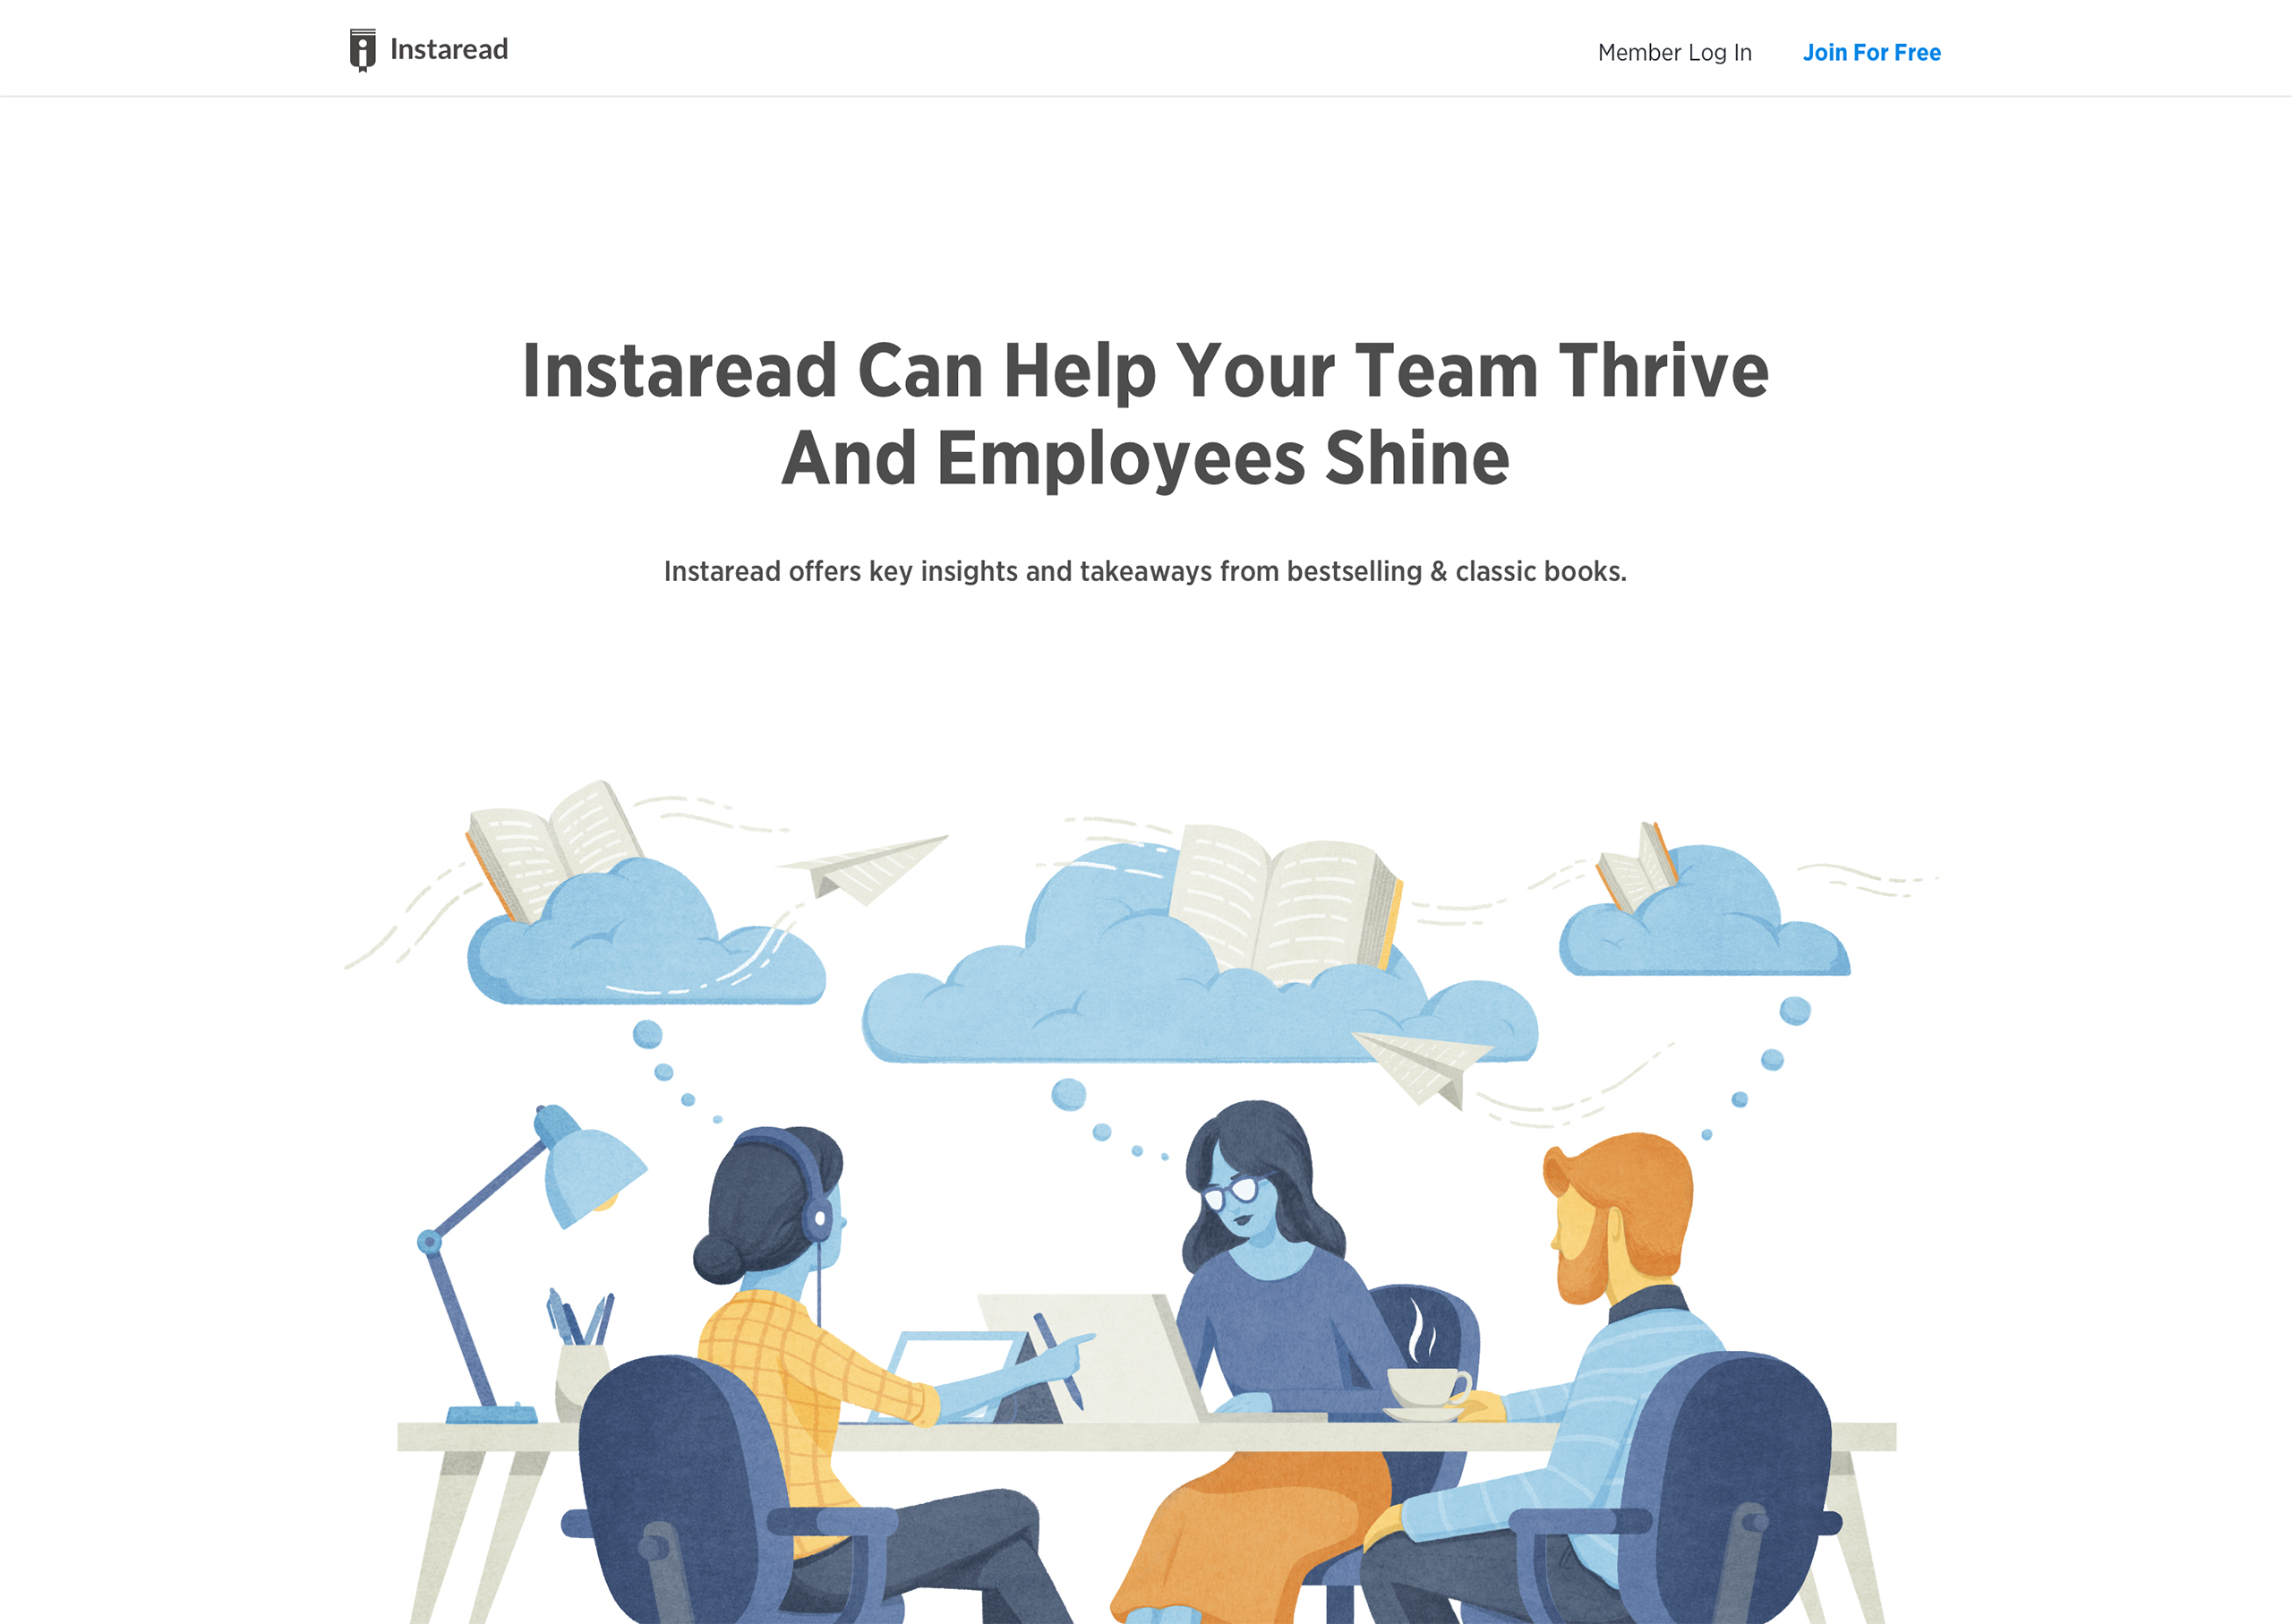 Instaread
Member Log In
Join For Free
Instaread Can Help Your Team Thrive
And Employees Shine
Instaread offers key insights and takeaways from bestselling & classic books.